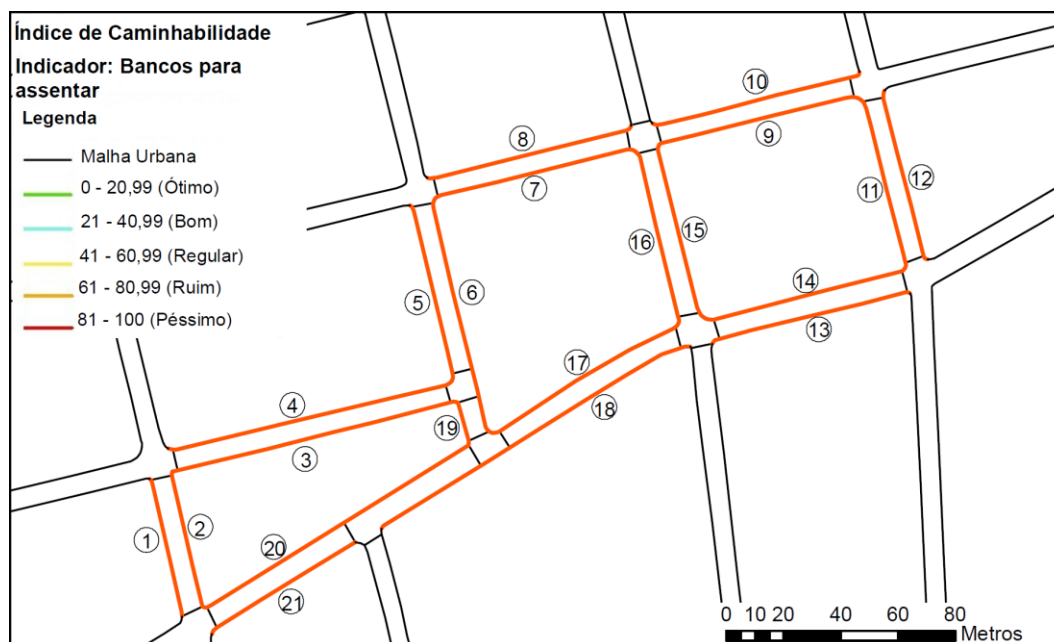 Índice de Caminhabilidade
Indicador: Bancos para
assentar
Legenda
Malha Urbana
0 - 20,99 (Ótimo)
21 - 40,99 (Bom)
41 - 60,99 (Regular)
61 - 80,99 (Ruim)
81 - 100 (Péssimo)
10
8
9
7
12
11
16
15
5
6
14
13
17
4
18
19
3
2
1
20
21
0 10 20 40 60 80
Metros